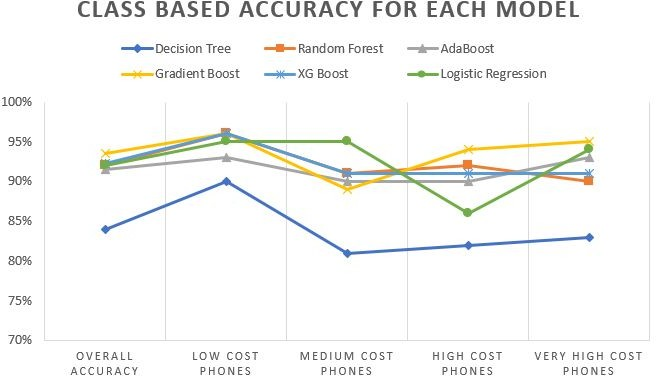 CLASS BASED ACCURACY FOR EACH MODEL
Decision Tree Random Forest AdaBoost
Gradient Boost XG Boost Logistic Regression
100%
95%
90%
85%
80%
75%
70%
OVERALL ACCURACY
LOW COST PHONES
MEDIUM COST PHONES
HIGH COST PHONES
VERY HIGH COST PHONES